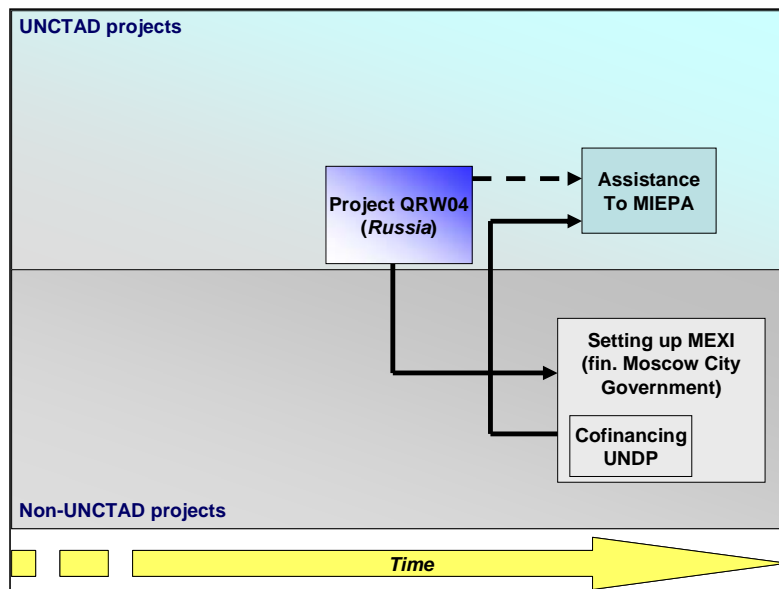 UNCTAD projects
Project QRW04
(Russia)
Assistance
To MIEPA
Setting up MEXI
(fin. Moscow City
Government)
Cofinancing
UNDP
Non-UNCTAD projects
Time